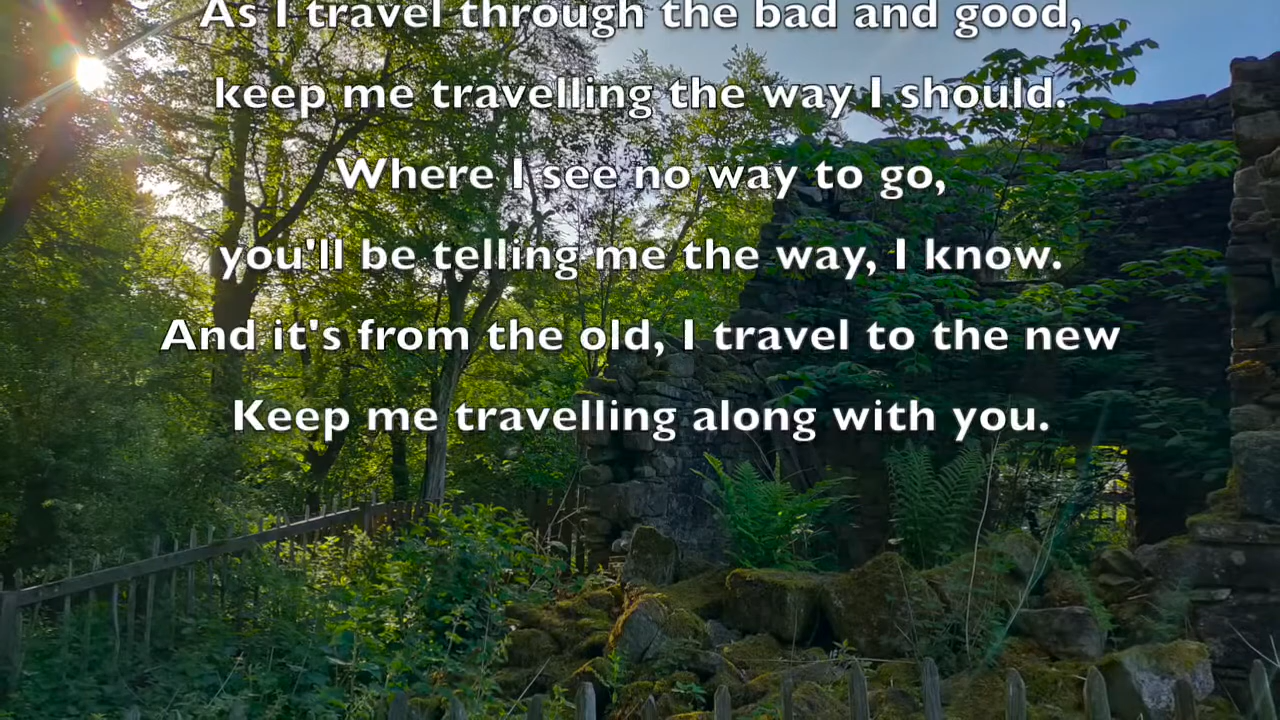 As I travel through the bad and good,
keep me travelling the way I should.
Where I see no way to go,
you'll be telling me the way, I know.
And it's from the old, I travel to the new
Keep me travelling along with you.